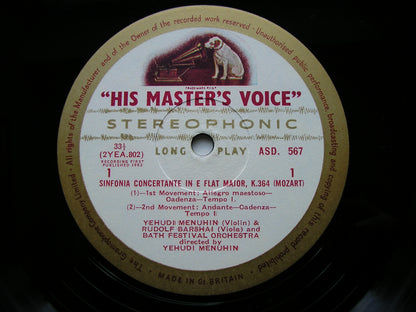 All rights of the Manufacturer and of the Owner of the recorded work reserved - Unauthorised public performance, broadcasting and copying of this record prohibited
TRADE MARK
"HIS MASTER'S VOICE"
STEREOPHONIC
LONG PLAY
ASD. 567
33⅓
(2YEA.802)
RECORDING FIRST
PUBLISHED 1963
1 1
SINFONIA CONCERTANTE IN E FLAT MAJOR, K.364 (MOZART)
(1)—1st Movement: Allegro maestoso—
Cadenza—Tempo I.
(2)—2nd Movement: Andante—Cadenza—
Tempo I
YEHUDI MENUHIN (Violin) &
RUDOLF BARSHAI (Viola) and
BATH FESTIVAL ORCHESTRA
directed by
YEHUDI MENUHIN
The Gramophone Company Limited
MADE IN GT. BRITAIN